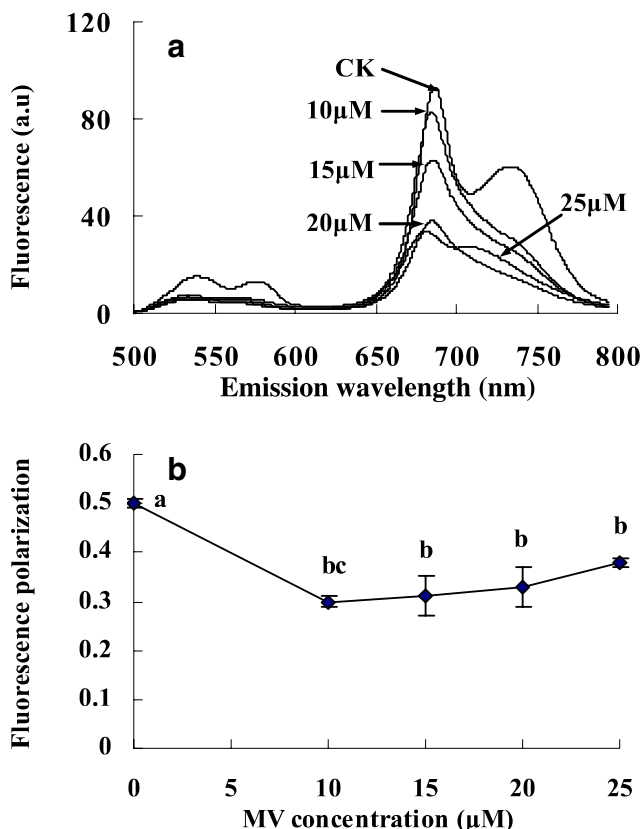 a
Fluorescence (a.u)
120
80
40
0
CK
10μM
15μM
20μM
25μM
500 550 600 650 700 750 800
Emission wavelength (nm)
b
Fluorescence polarization
0.6
0.5
0.4
0.3
0.2
0.1
0
a
bc
b
b
b
0 5 10 15 20 25
MV concentration (μM)